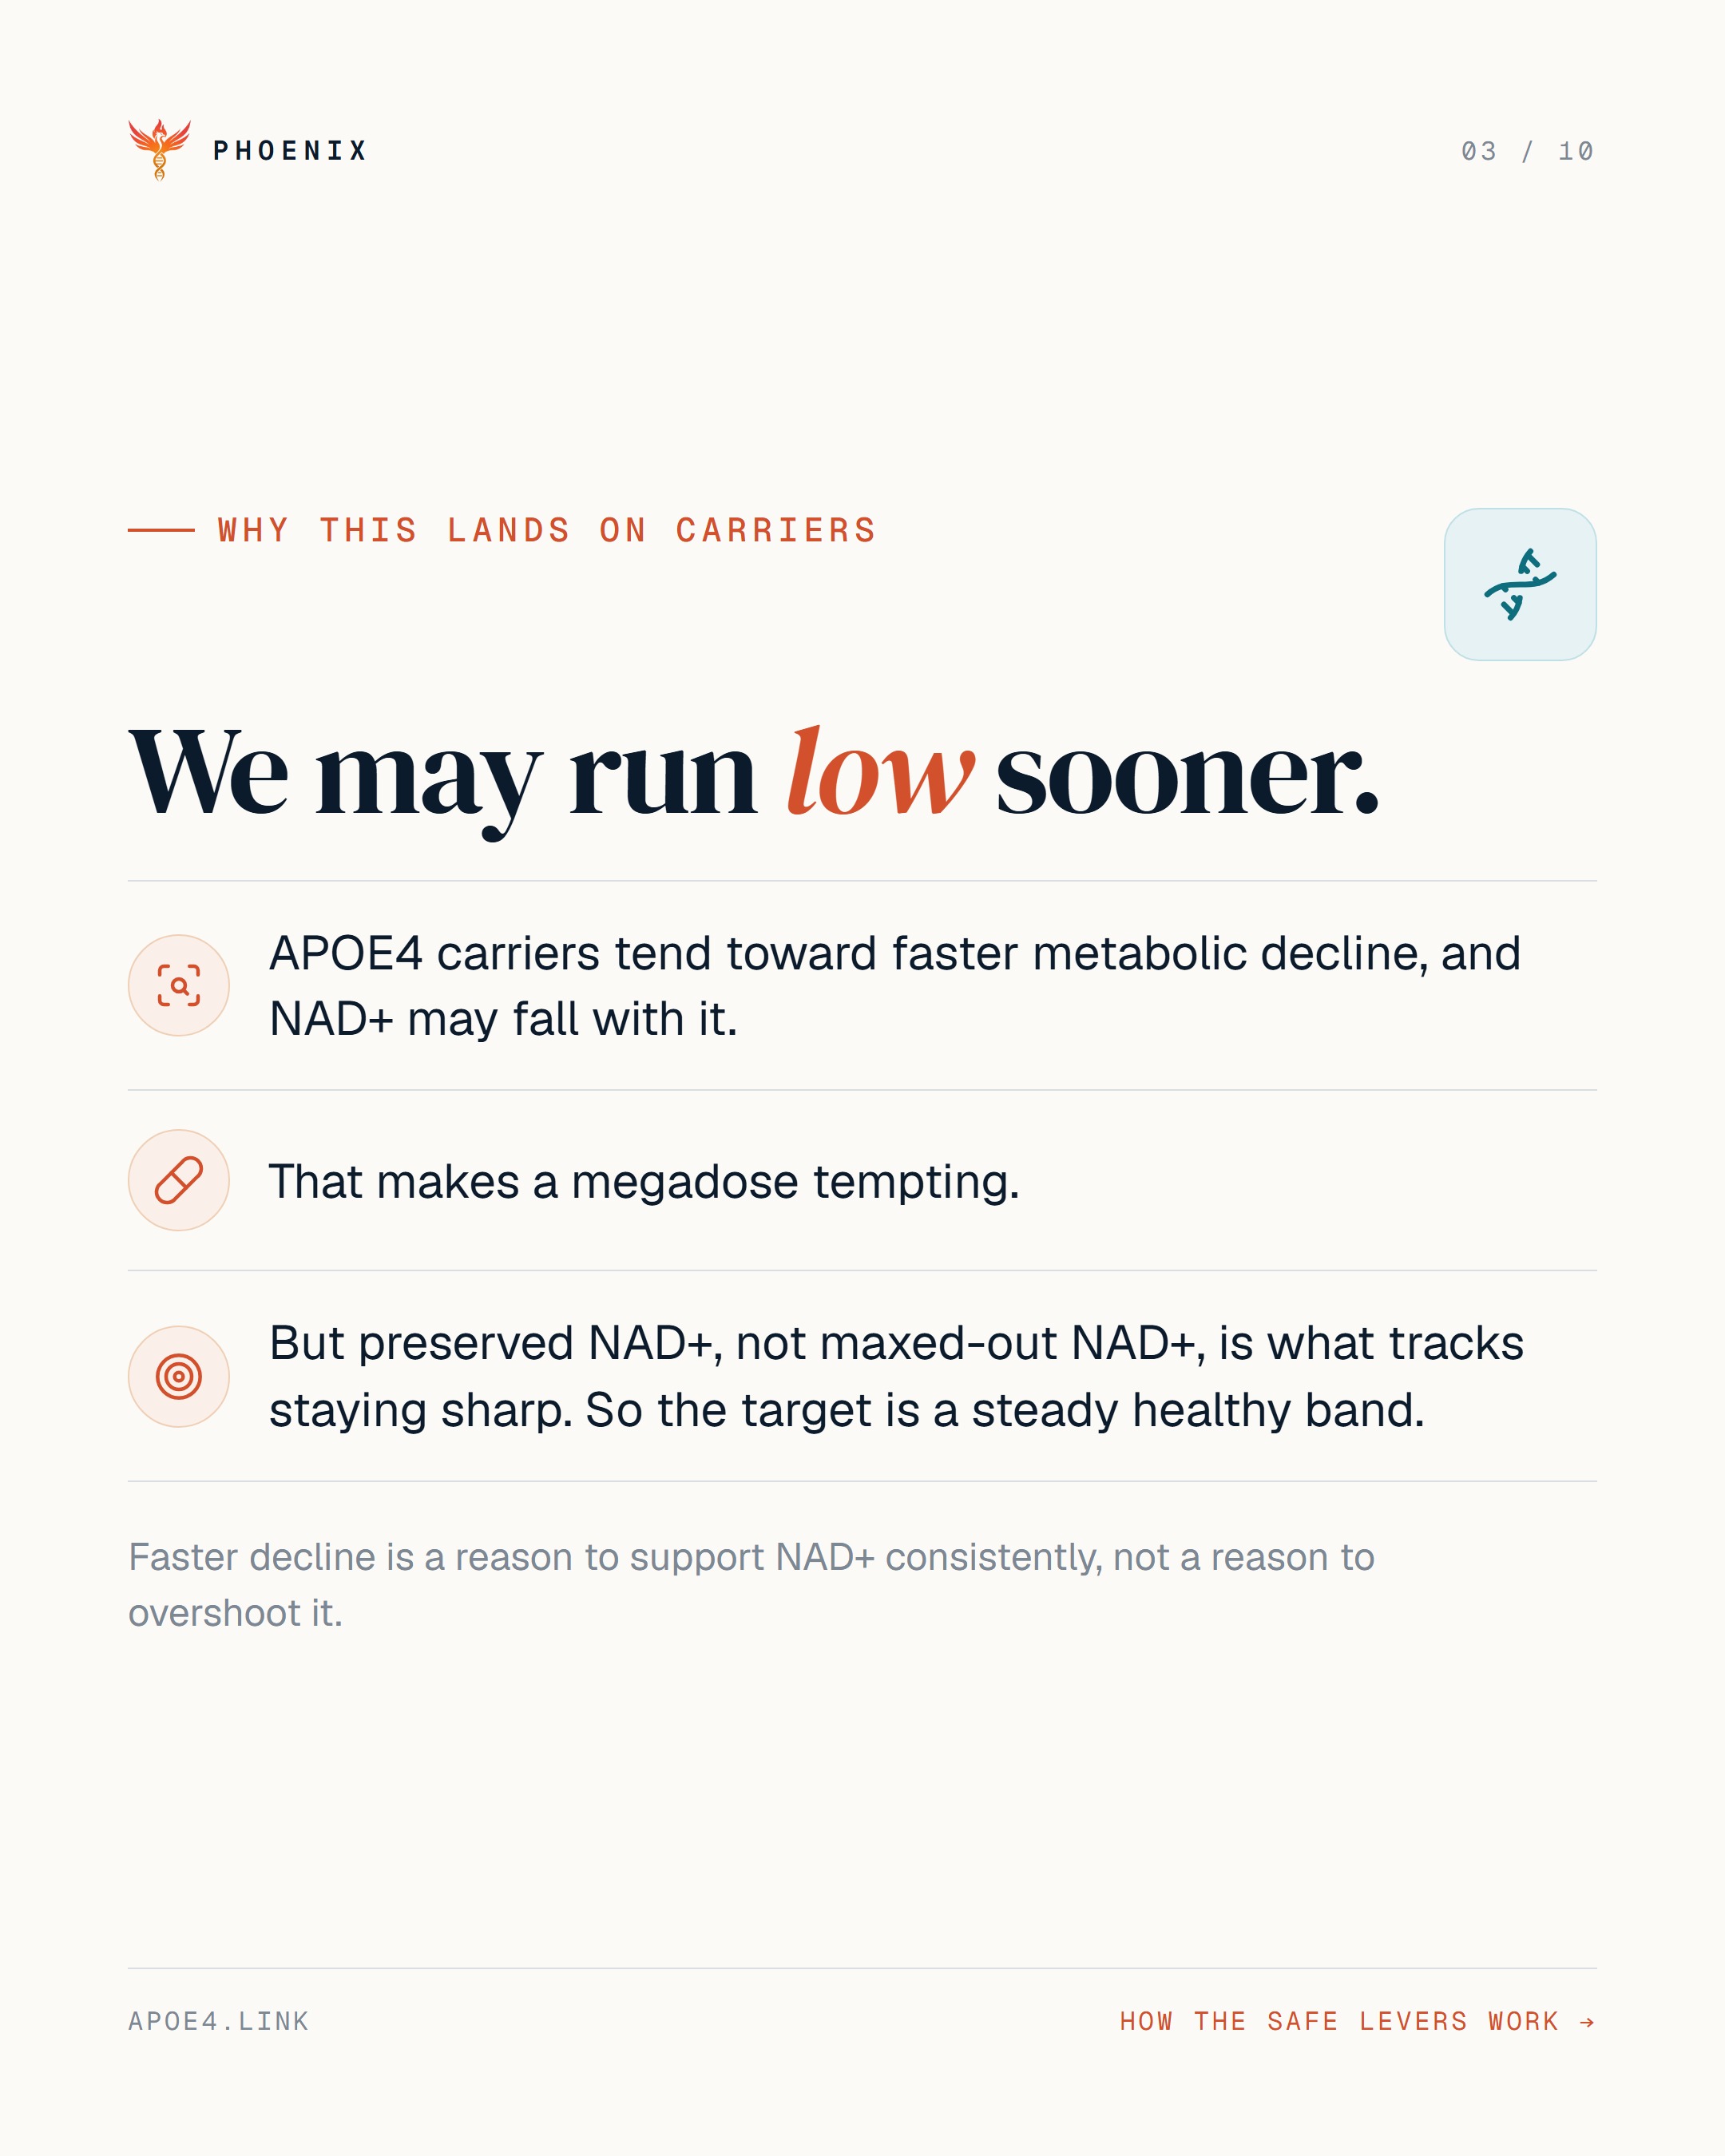 PHOENIX
03 / 10
WHY THIS LANDS ON CARRIERS
We may run low sooner.
APOE4 carriers tend toward faster metabolic decline, and
NAD+ may fall with it.
That makes a megadose tempting.
But preserved NAD+, not maxed-out NAD+, is what tracks
staying sharp. So the target is a steady healthy band.
Faster decline is a reason to support NAD+ consistently, not a reason to
overshoot it.
APOE4.LINK
HOW THE SAFE LEVERS WORK →